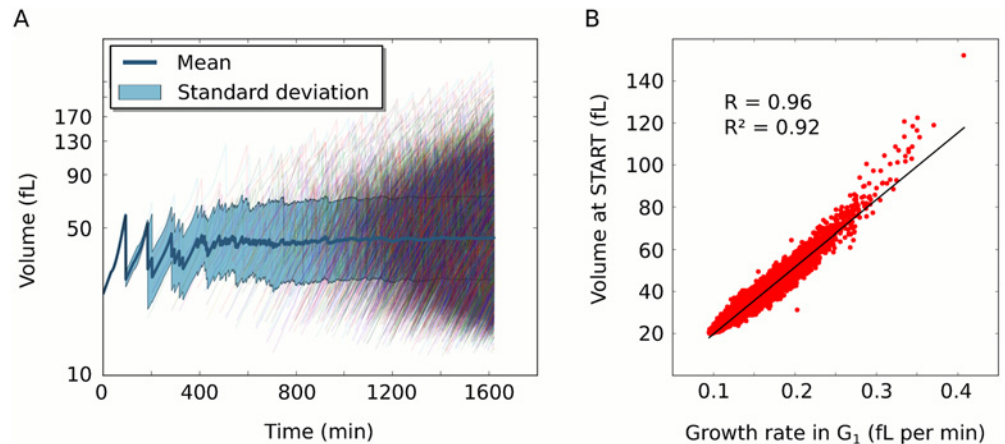 A
Mean
Standard deviation
170
130
90
50
10
Volume (fL)
0
400
800
1200
1600
Time (min)
B
R = 0.96
R² = 0.92
140
120
100
80
60
40
20
Volume at START (fL)
0.1
0.2
0.3
0.4
Growth rate in G₁ (fL per min)